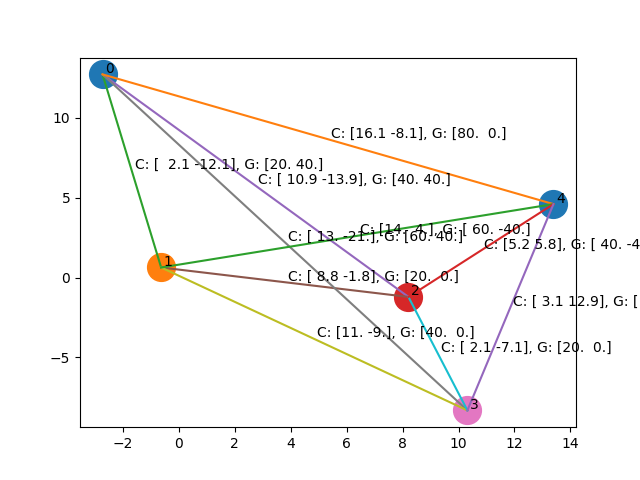 0
C: [16.1 -8.1], G: [80.  0.]
C: [  2.1 -12.1], G: [20. 40.]
C: [ 10.9 -13.9], G: [40. 40.]
4
C: [14.  4.], G: [ 60. -40.]
C: [ 13. -21.], G: [60. 40.]
C: [5.2 5.8], G: [ 40. -4
1
C: [ 8.8 -1.8], G: [20.  0.]
2
C: [ 3.1 12.9], G: [
C: [11. -9.], G: [40.  0.]
C: [ 2.1 -7.1], G: [20.  0.]
3
10
5
0
−5
−2 0 2 4 6 8 10 12 14